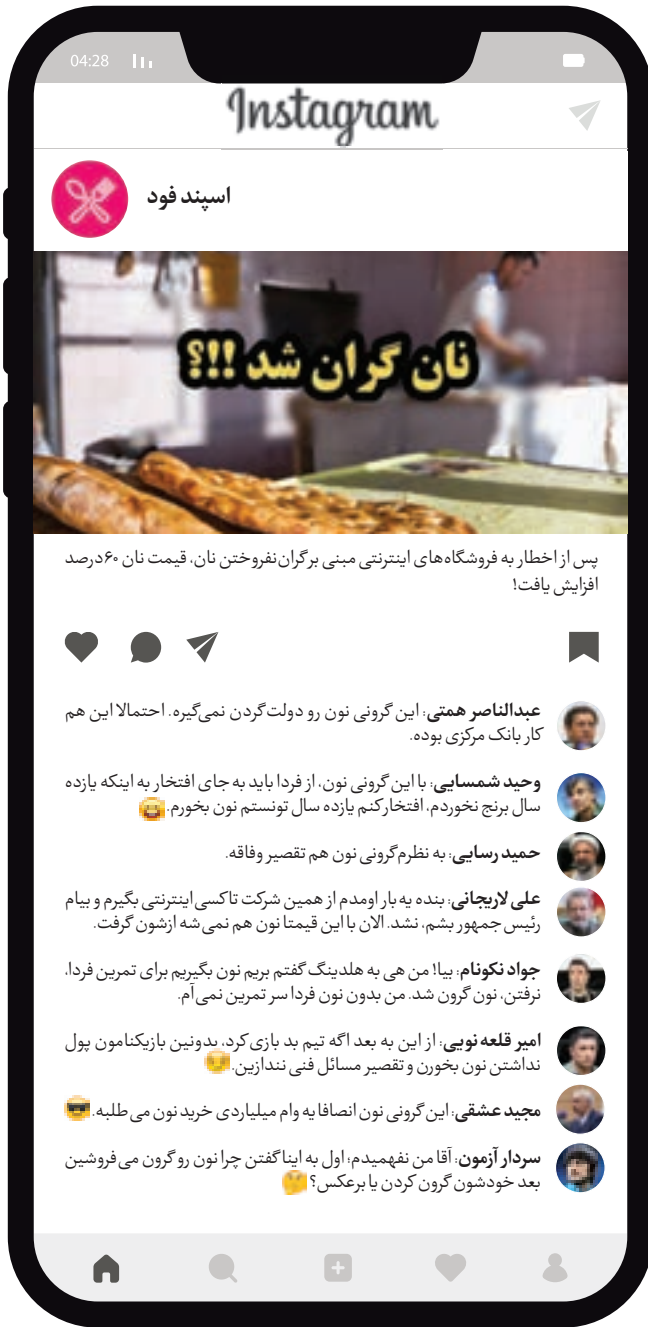 04:28
Instagram
اسپند فود
نان گران شد !!!؟
پس از اخطار به فروشگاه‌های اینترنتی مبنی بر گران‌نفروختن نان، قیمت نان ۶۰درصد
افزایش یافت!
عبدالناصر همتی: این گرونی نون رو دولت گردن نمی‌گیره. احتمالا این هم
کار بانک مرکزی بوده.
وحید شمسایی: با این گرونی نون، از فردا باید به جای افتخار به اینکه یازده
سال برنج نخوردم، افتخار کنم یازده سال تونستم نون بخورم. 😄
حمید رسایی: به نظرم گرونی نون هم تقصیر وفاقه.
علی لاریجانی: بنده یه بار اومدم از همین شرکت تاکسی اینترنتی بگیرم و بیام
رئیس جمهور بشم، نشد. الان با این قیمتا نون هم نمی‌شه ازشون گرفت.
جواد نکونام: بیا! من هی به هلدینگ گفتم بریم نون بگیریم برای تمرین فردا،
نرفتن، نون گرون شد. من بدون نون فردا سر تمرین نمی‌آم.
امیر قلعه نویی: از این به بعد اگه تیم بد بازی کرد، بدونین بازیکنامون پول
نداشتن نون بخورن و تقصیر مسائل فنی نندازین. 😉
مجید عشقی: این گرونی نون انصافا یه وام میلیاردی خرید نون می‌طلبه. 😎
سردار آزمون: آقا من نفهمیدم؛ اول به اینا گفتن چرا نون رو گرون می‌فروشین
بعد خودشون گرون کردن یا برعکس؟ 🤔